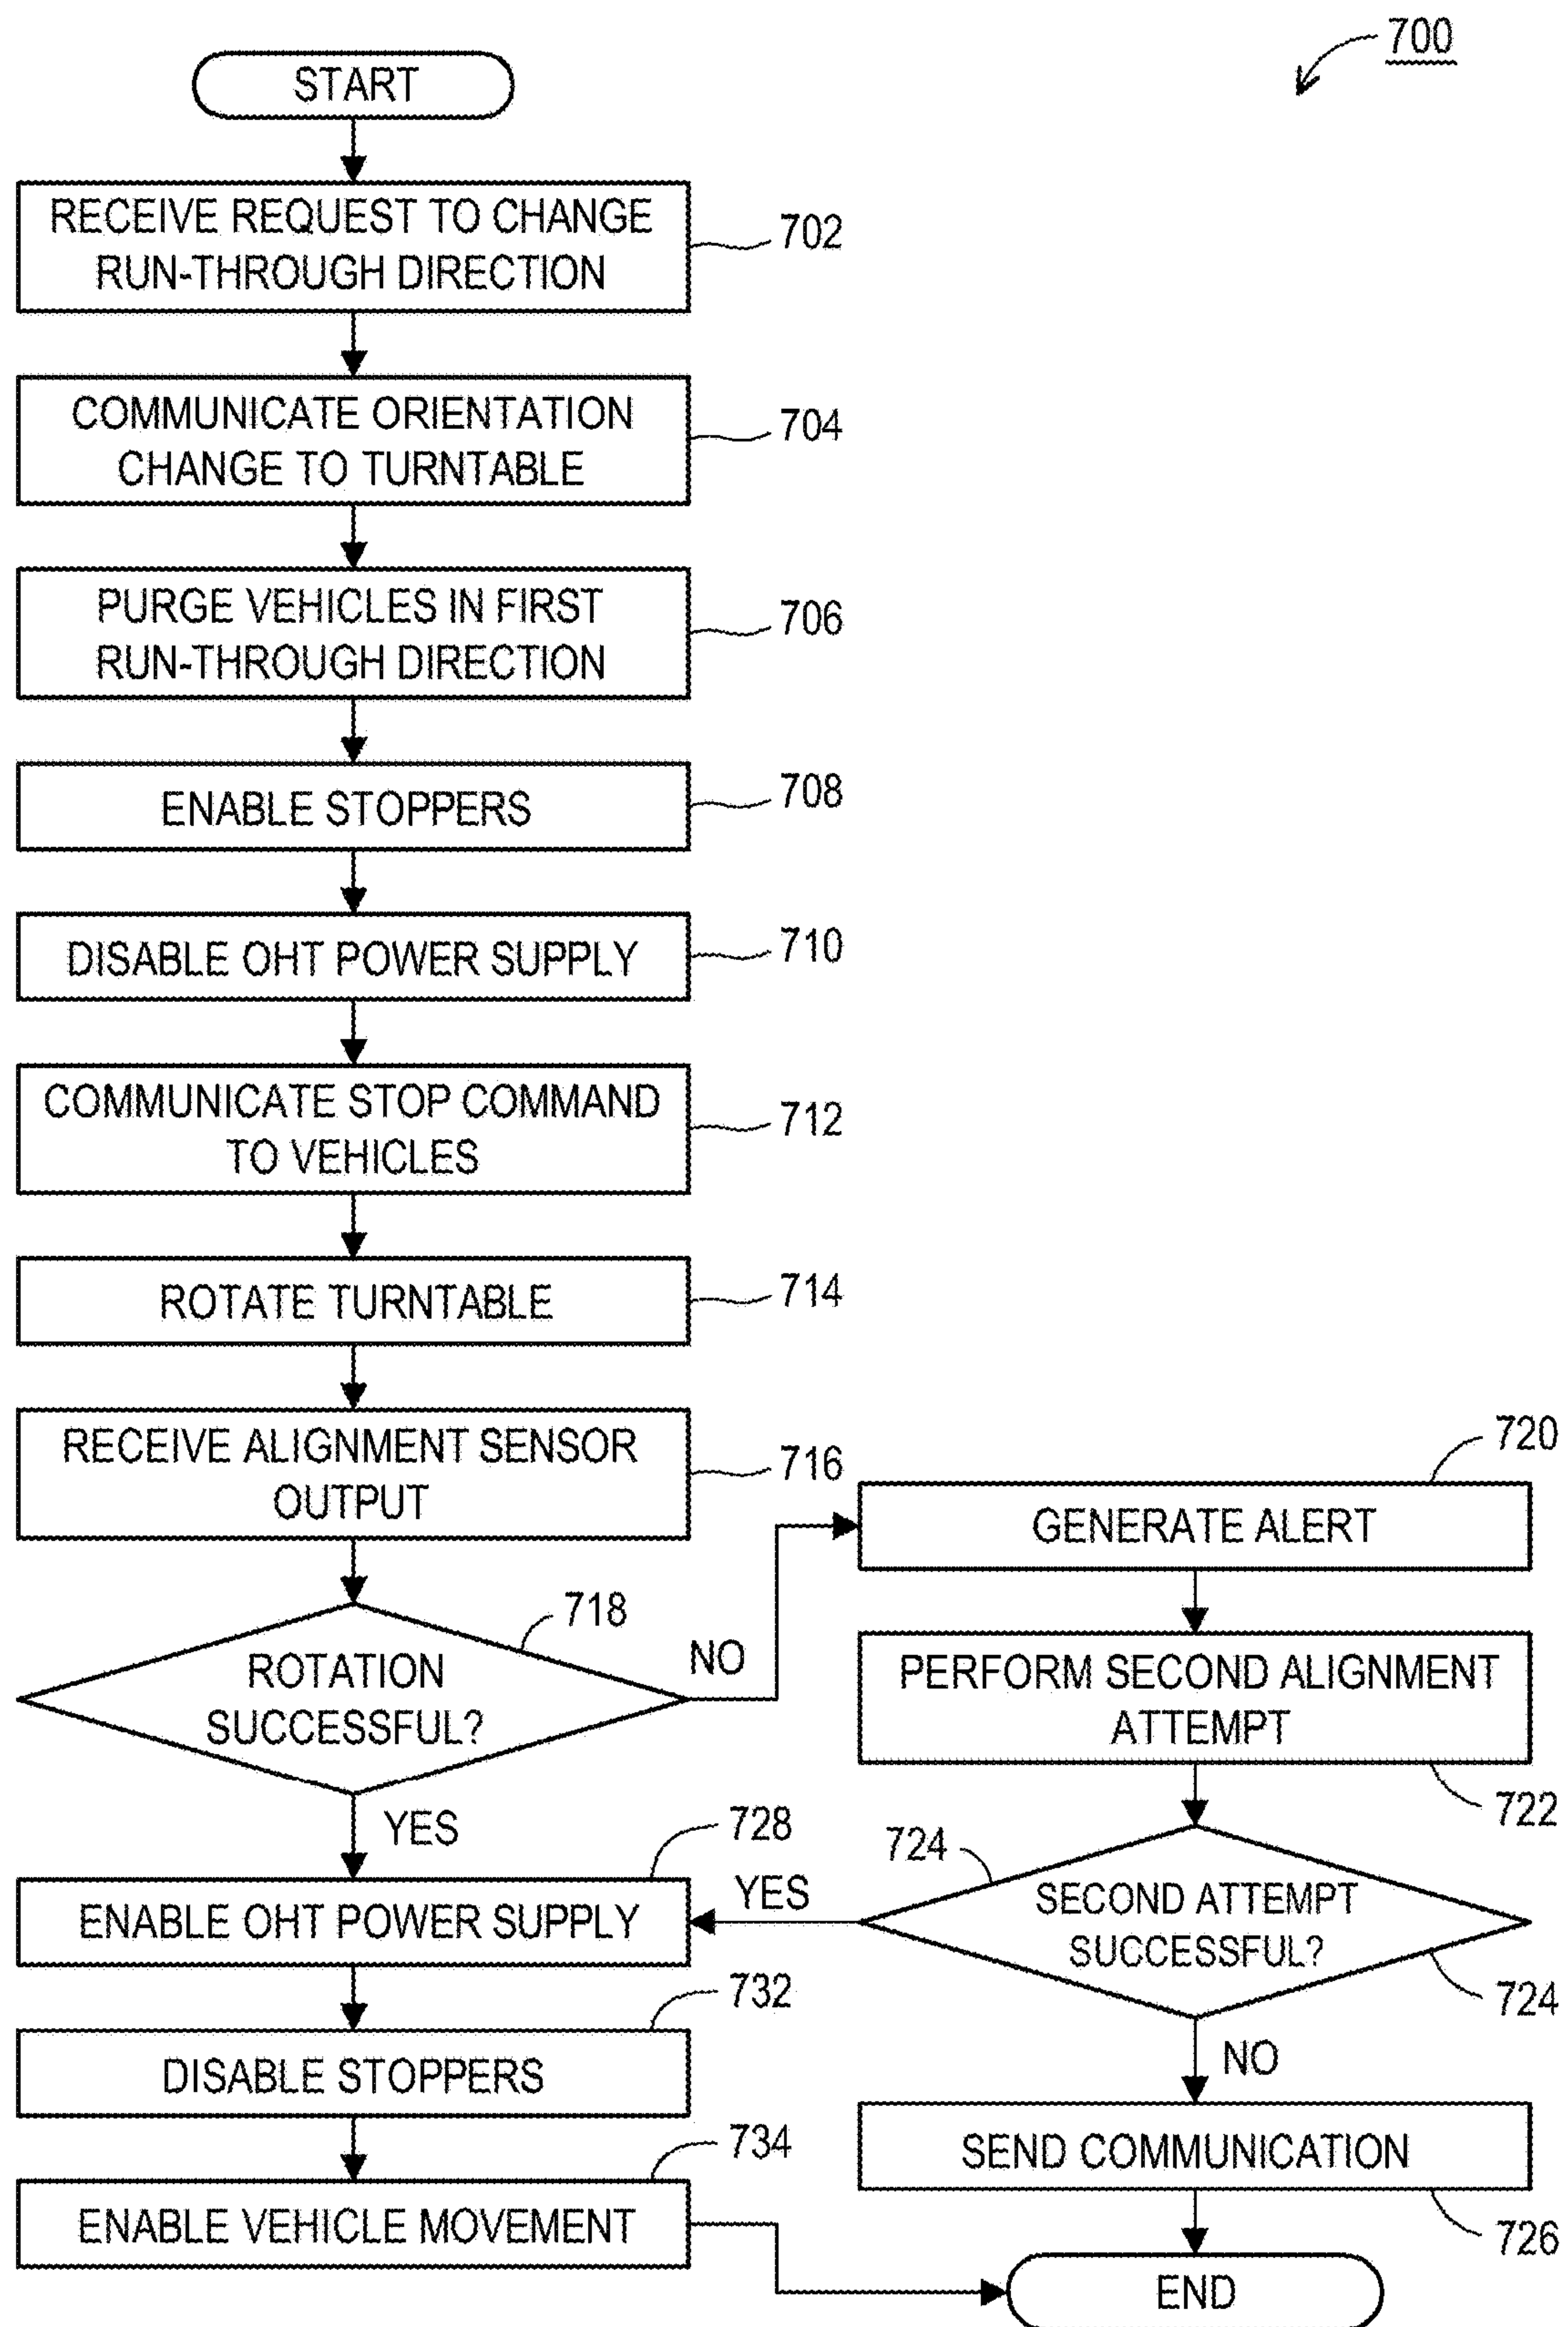 700
START
RECEIVE REQUEST TO CHANGE
RUN-THROUGH DIRECTION
702
COMMUNICATE ORIENTATION
CHANGE TO TURNTABLE
704
PURGE VEHICLES IN FIRST
RUN-THROUGH DIRECTION
706
ENABLE STOPPERS
708
DISABLE OHT POWER SUPPLY
710
COMMUNICATE STOP COMMAND
TO VEHICLES
712
ROTATE TURNTABLE
714
RECEIVE ALIGNMENT SENSOR
OUTPUT
716
ROTATION
SUCCESSFUL?
718
NO
YES
720
GENERATE ALERT
PERFORM SECOND ALIGNMENT
ATTEMPT
722
724
SECOND ATTEMPT
SUCCESSFUL?
724
YES
NO
728
ENABLE OHT POWER SUPPLY
732
DISABLE STOPPERS
734
ENABLE VEHICLE MOVEMENT
SEND COMMUNICATION
726
END